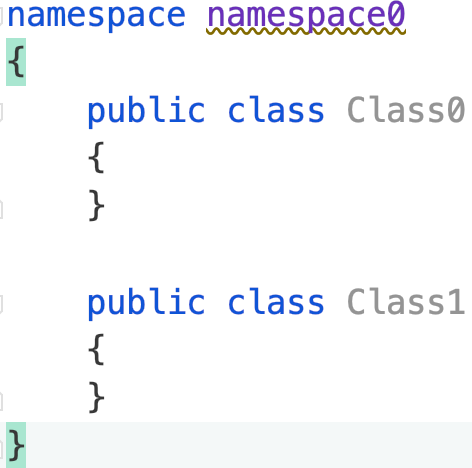 namespace namespace0
{
    public class Class0
    {
    }

    public class Class1
    {
    }
}